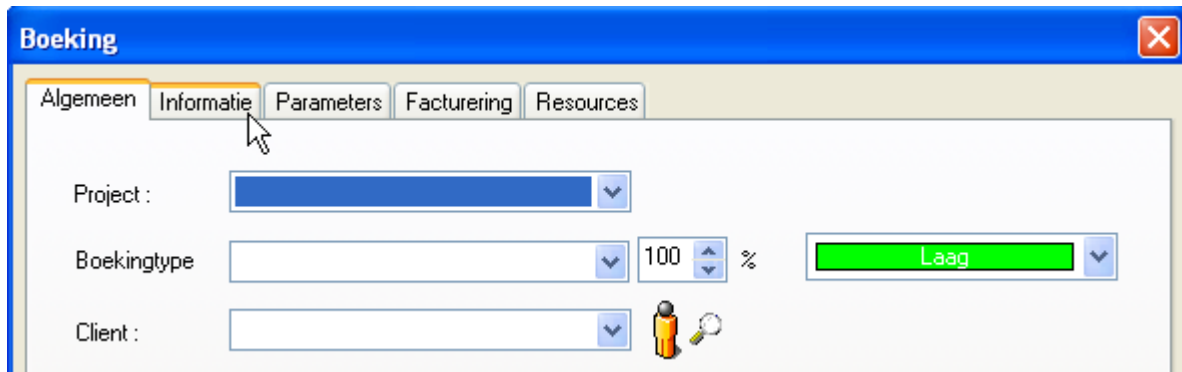 Boeking
Algemeen Informatie Parameters Facturering Resources
Project :
Boekingtype 100 % Laag
Client :